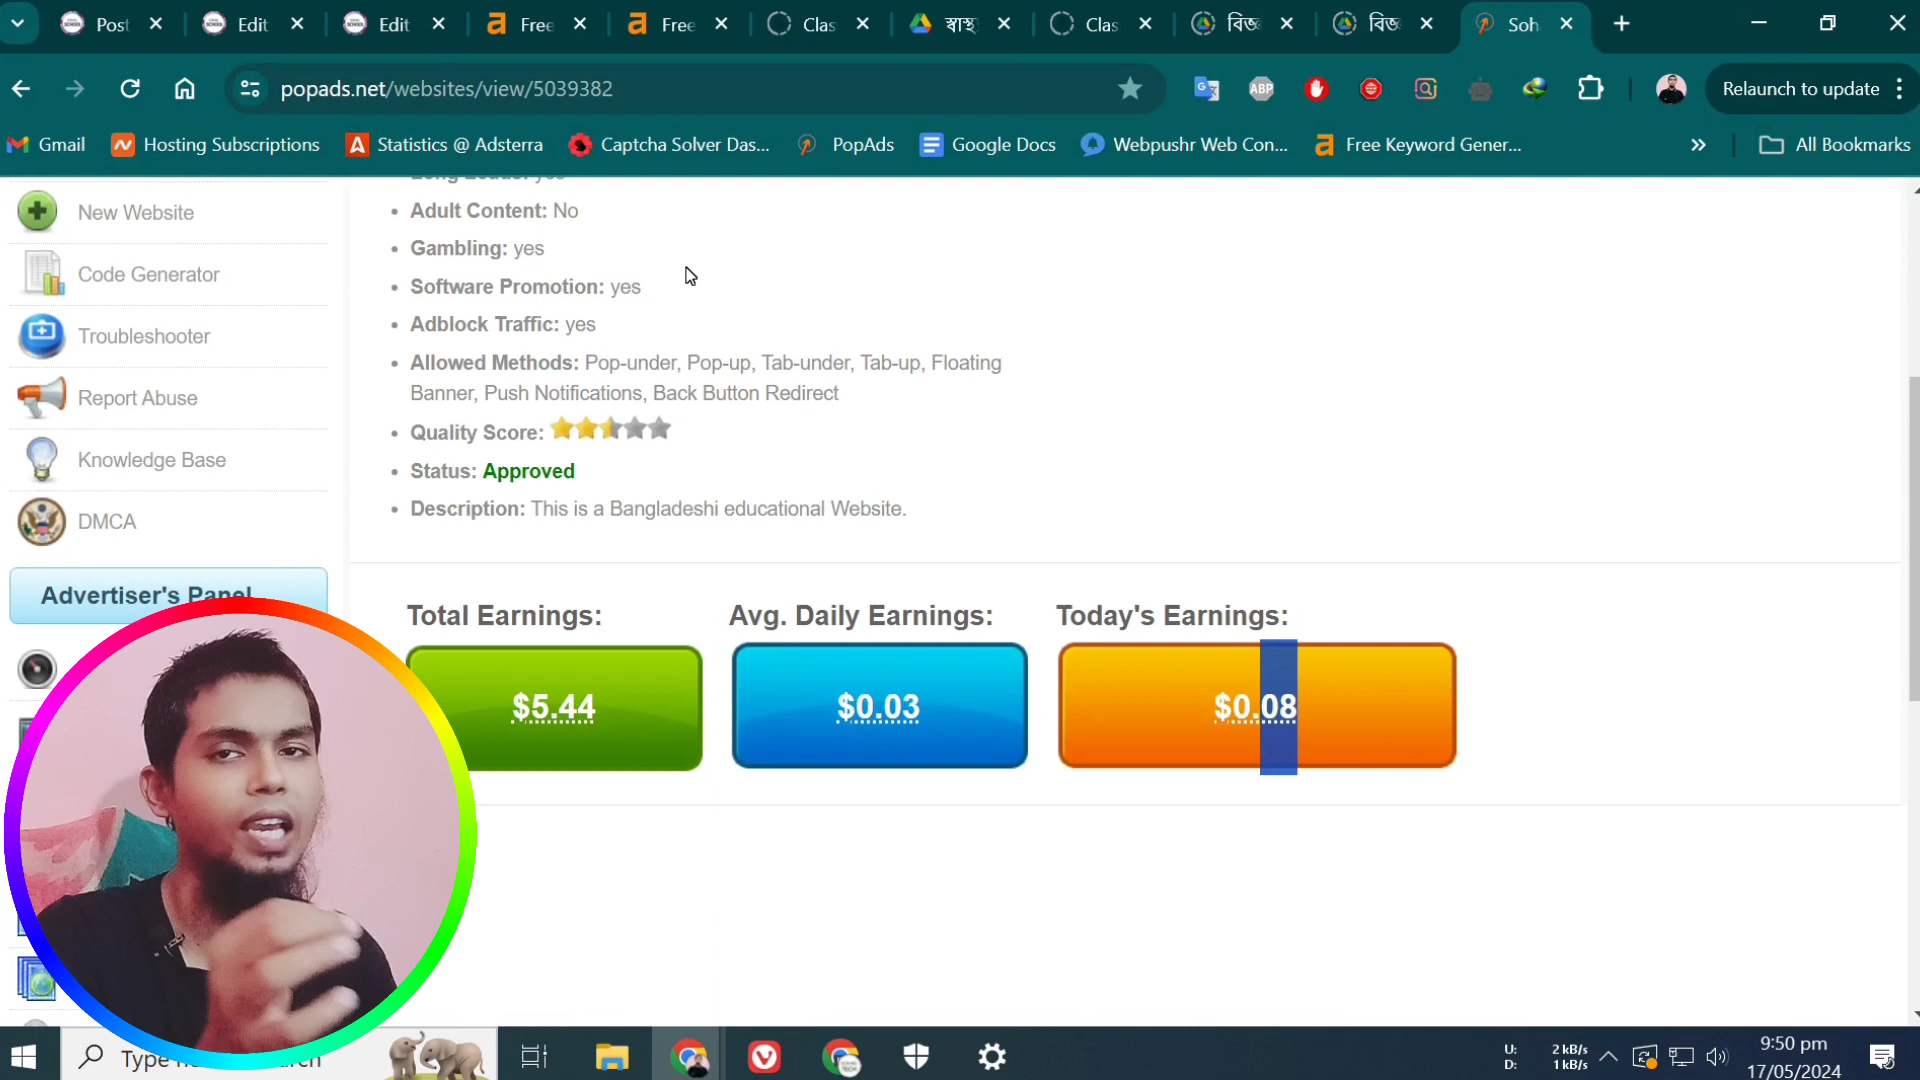 Post
Edit
Edit
Free
Free
Clas
স্বাস্থ
Clas
বিজ্ঞ
বিজ্ঞ
Soh
popads.net/websites/view/5039382
ABP
Relaunch to update
Gmail
Hosting Subscriptions
Statistics @ Adsterra
Captcha Solver Das...
PopAds
Google Docs
Webpushr Web Con...
Free Keyword Gener...
All Bookmarks
New Website
Code Generator
Troubleshooter
Report Abuse
Knowledge Base
DMCA
Advertiser's Panel
Long Loads: yes
Adult Content: No
Gambling: yes
Software Promotion: yes
Adblock Traffic: yes
Allowed Methods: Pop-under, Pop-up, Tab-under, Tab-up, Floating
Banner, Push Notifications, Back Button Redirect
Quality Score:
Status: Approved
Description: This is a Bangladeshi educational Website.
Total Earnings:
Avg. Daily Earnings:
Today's Earnings:
$5.44
$0.03
$0.08
U: 2 kB/s
D: 1 kB/s
9:50 pm
17/05/2024